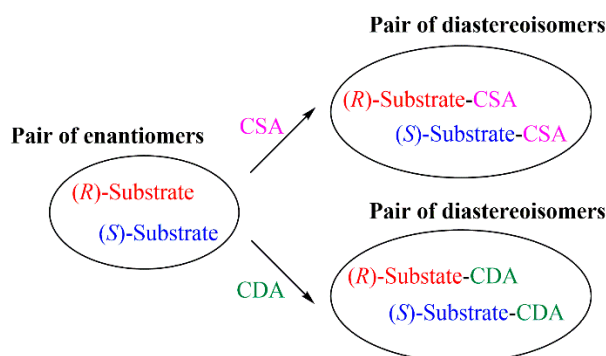 Pair of diastereoisomers
(R)-Substrate-CSA
(S)-Substrate-CSA
Pair of enantiomers
CSA
(R)-Substrate
(S)-Substrate
CDA
Pair of diastereoisomers
(R)-Substate-CDA
(S)-Substrate-CDA